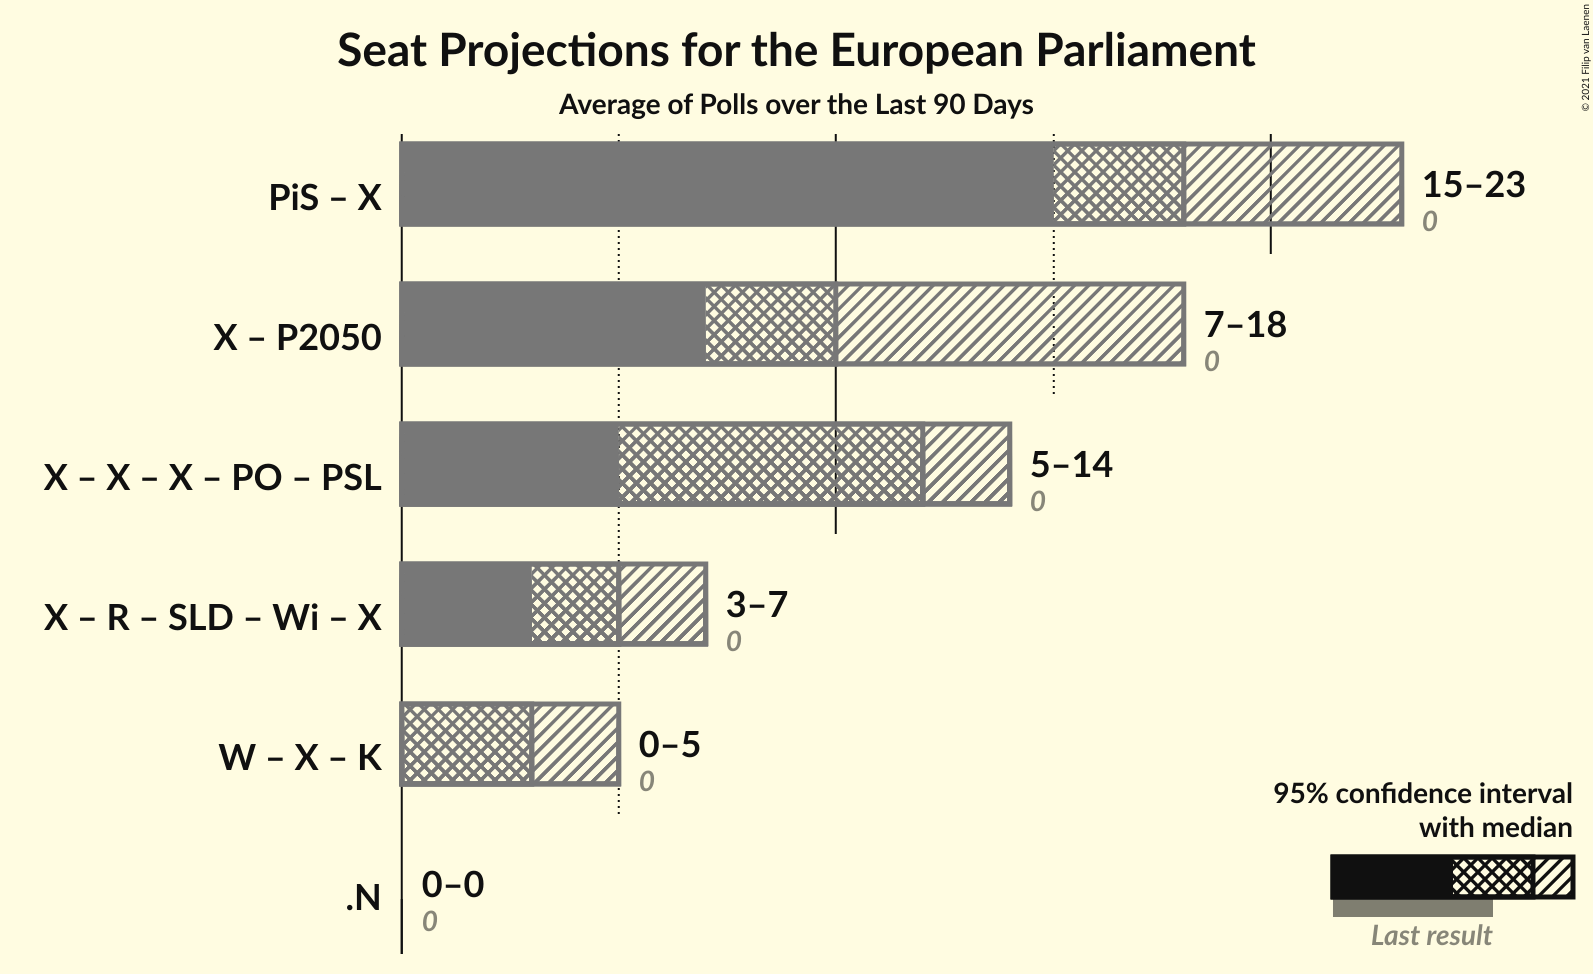 Seat Projections for the European Parliament
Average of Polls over the Last 90 Days
© 2021 Filip van Laenen
PiS – X
15–23
0
X – P2050
7–18
0
X – X – X – PO – PSL
5–14
0
X – R – SLD – Wi – X
3–7
0
W – X – K
0–5
0
.N
0–0
0
95% confidence interval
with median
Last result